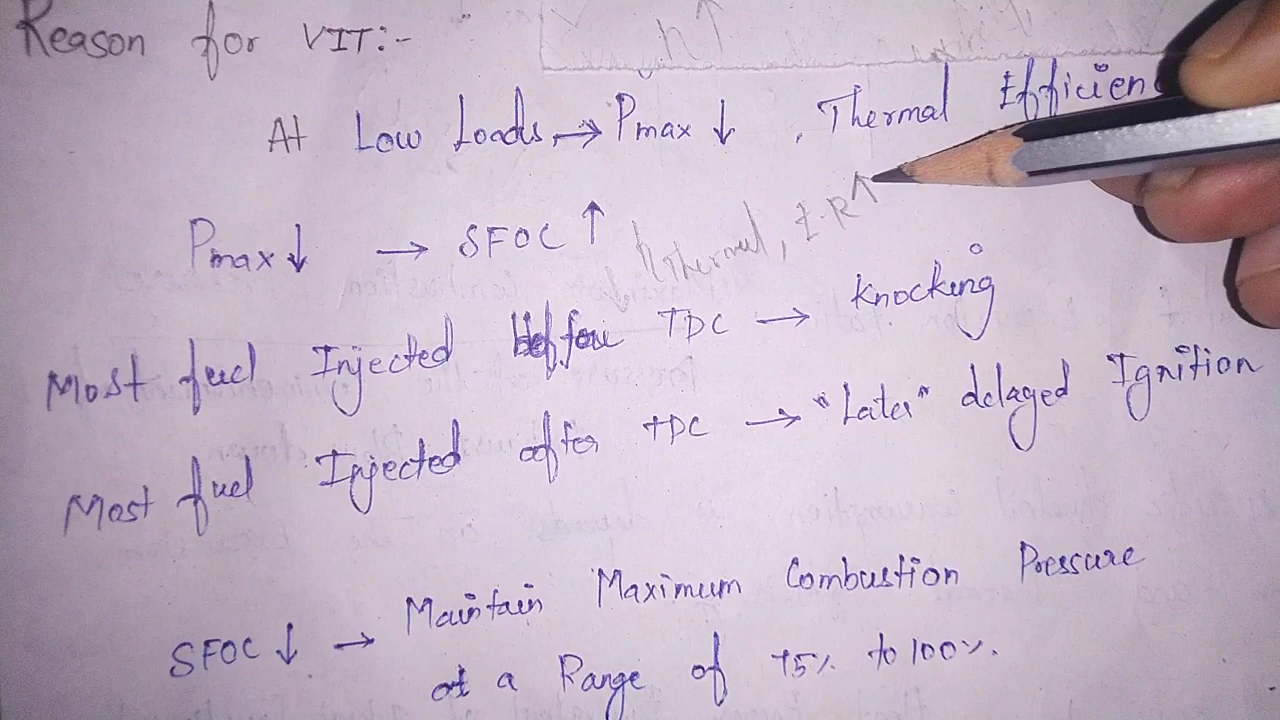 Reason for VIT:-
At Low Loads, → Pmax ↓ , Thermal Efficien
Pmax ↓ → SFOC ↑ η Thermal, E.R ↑
Most fuel Injected before TDC → Knocking
Most fuel Injected after TDC → "Later" delayed Ignition
SFOC ↓ → Maintain Maximum Combustion Pressure
at a Range of 75% to 100%.